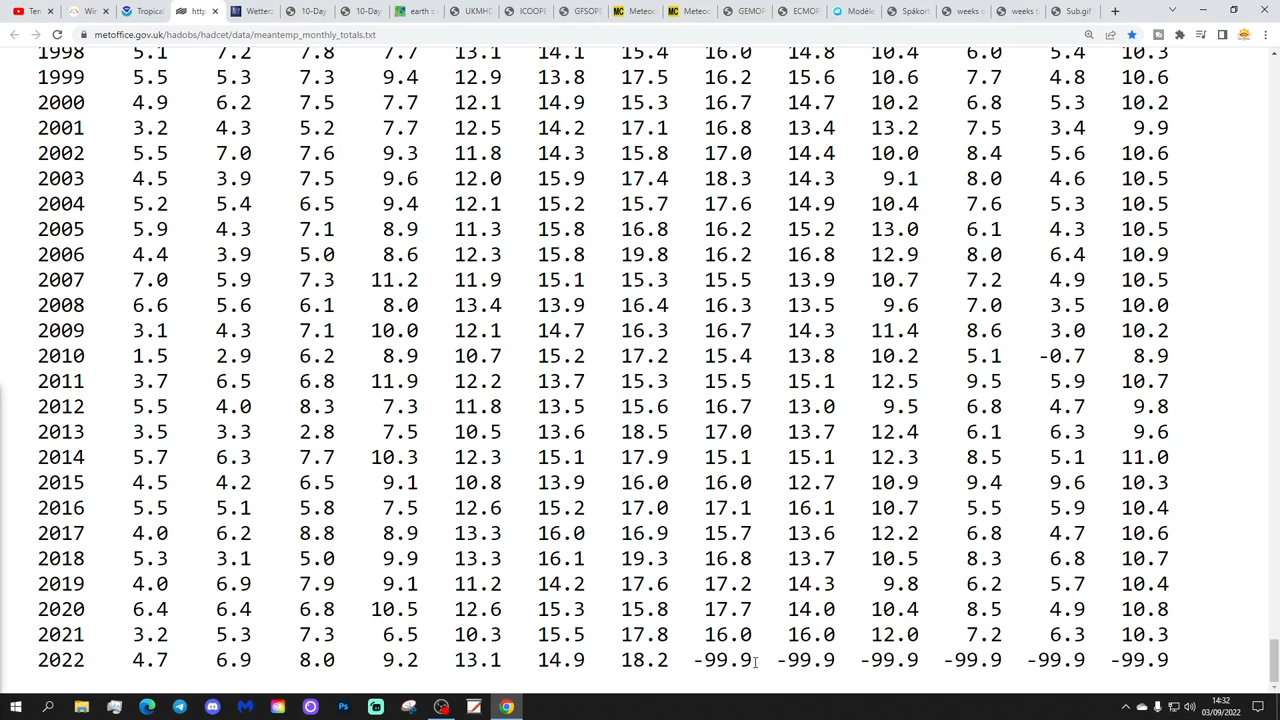 Ten
Win
Tropical
http
Wetterz
10-Day
10-Day
earth
UKMHD
ICOOPE
GFSOP
Meteoc
Meteoc
GEMOP
ECMOP
Modèle
Spåkort
weeks
weeks
Sub.gif
metoffice.gov.uk/hadobs/hadcet/data/meantemp_monthly_totals.txt
1998 5.1 7.2 7.8 7.7 13.1 14.1 15.4 16.0 14.8 10.4 6.0 5.4 10.3
1999 5.5 5.3 7.3 9.4 12.9 13.8 17.5 16.2 15.6 10.6 7.7 4.8 10.6
2000 4.9 6.2 7.5 7.7 12.1 14.9 15.3 16.7 14.7 10.2 6.8 5.3 10.2
2001 3.2 4.3 5.2 7.7 12.5 14.2 17.1 16.8 13.4 13.2 7.5 3.4 9.9
2002 5.5 7.0 7.6 9.3 11.8 14.3 15.8 17.0 14.4 10.0 8.4 5.6 10.6
2003 4.5 3.9 7.5 9.6 12.0 15.9 17.4 18.3 14.3 9.1 8.0 4.6 10.5
2004 5.2 5.4 6.5 9.4 12.1 15.2 15.7 17.6 14.9 10.4 7.6 5.3 10.5
2005 5.9 4.3 7.1 8.9 11.3 15.8 16.8 16.2 15.2 13.0 6.1 4.3 10.5
2006 4.4 3.9 5.0 8.6 12.3 15.8 19.8 16.2 16.8 12.9 8.0 6.4 10.9
2007 7.0 5.9 7.3 11.2 11.9 15.1 15.3 15.5 13.9 10.7 7.2 4.9 10.5
2008 6.6 5.6 6.1 8.0 13.4 13.9 16.4 16.3 13.5 9.6 7.0 3.5 10.0
2009 3.1 4.3 7.1 10.0 12.1 14.7 16.3 16.7 14.3 11.4 8.6 3.0 10.2
2010 1.5 2.9 6.2 8.9 10.7 15.2 17.2 15.4 13.8 10.2 5.1 -0.7 8.9
2011 3.7 6.5 6.8 11.9 12.2 13.7 15.3 15.5 15.1 12.5 9.5 5.9 10.7
2012 5.5 4.0 8.3 7.3 11.8 13.5 15.6 16.7 13.0 9.5 6.8 4.7 9.8
2013 3.5 3.3 2.8 7.5 10.5 13.6 18.5 17.0 13.7 12.4 6.1 6.3 9.6
2014 5.7 6.3 7.7 10.3 12.3 15.1 17.9 15.1 15.1 12.3 8.5 5.1 11.0
2015 4.5 4.2 6.5 9.1 10.8 13.9 16.0 16.0 12.7 10.9 9.4 9.6 10.3
2016 5.5 5.1 5.8 7.5 12.6 15.2 17.0 17.1 16.1 10.7 5.5 5.9 10.4
2017 4.0 6.2 8.8 8.9 13.3 16.0 16.9 15.7 13.6 12.2 6.8 4.7 10.6
2018 5.3 3.1 5.0 9.9 13.3 16.1 19.3 16.8 13.7 10.5 8.3 6.8 10.7
2019 4.0 6.9 7.9 9.1 11.2 14.2 17.6 17.2 14.3 9.8 6.2 5.7 10.4
2020 6.4 6.4 6.8 10.5 12.6 15.3 15.8 17.7 14.0 10.4 8.5 4.9 10.8
2021 3.2 5.3 7.3 6.5 10.3 15.5 17.8 16.0 16.0 12.0 7.2 6.3 10.3
2022 4.7 6.9 8.0 9.2 13.1 14.9 18.2 -99.9 -99.9 -99.9 -99.9 -99.9 -99.9
14:32
03/09/2022